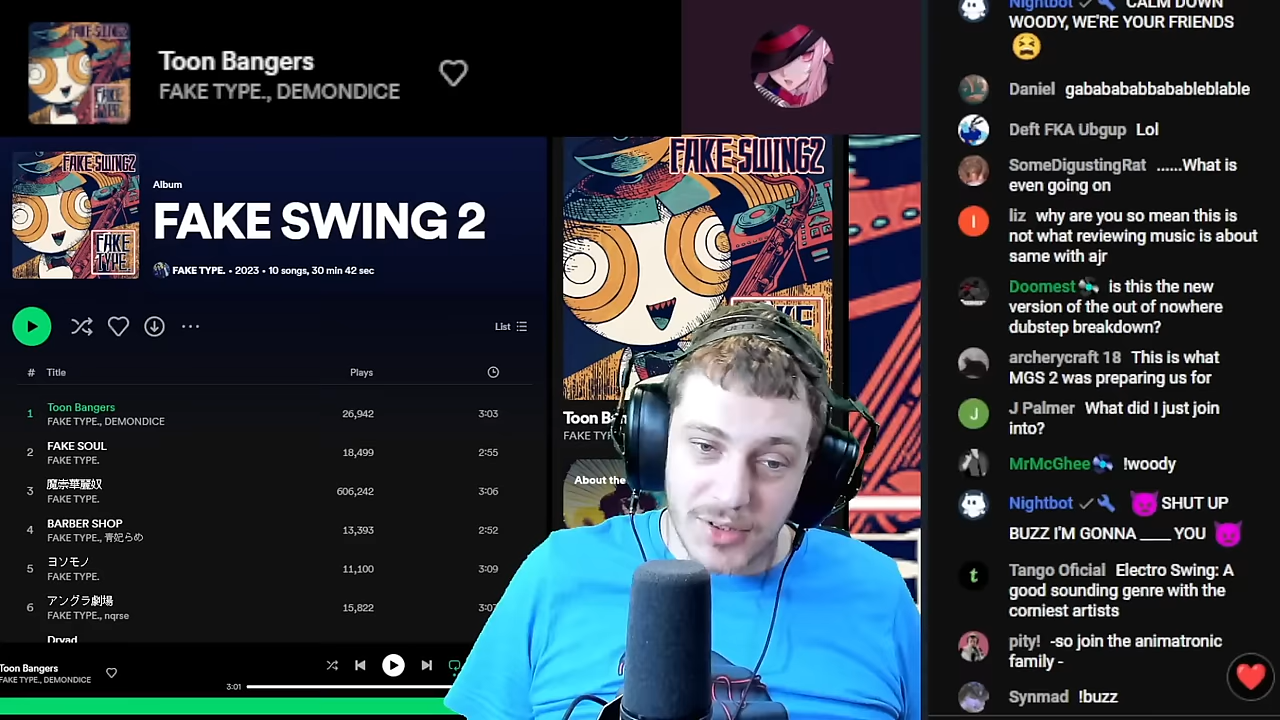 Toon Bangers
FAKE TYPE., DEMONDICE
FAKE SWING2
FAKE TYPE
Album
FAKE SWING 2
FAKE TYPE. • 2023 • 10 songs, 30 min 42 sec
List
# Title Plays
1 Toon Bangers 26,942 3:03
FAKE TYPE., DEMONDICE
2 FAKE SOUL 18,499 2:55
FAKE TYPE.
3 魔崇華麗奴 606,242 3:06
FAKE TYPE.
4 BARBER SHOP 13,393 2:52
FAKE TYPE., 青妃らめ
5 ヨソモノ 11,100 3:09
FAKE TYPE.
6 アングラ劇場 15,822
FAKE TYPE., nqrse
Dryad
Toon Bangers
FAKE TYPE., DEMONDICE
3:01
FAKE SWING2
FAKE
Toon
FAKE
About the
Nightbot CALM DOWN
WOODY, WE'RE YOUR FRIENDS
Daniel gababababbabableblable
Deft FKA Ubgup Lol
SomeDigustingRat ......What is
even going on
liz why are you so mean this is
not what reviewing music is about
same with ajr
Doomest is this the new
version of the out of nowhere
dubstep breakdown?
archerycraft 18 This is what
MGS 2 was preparing us for
J Palmer What did I just join
into?
MrMcGhee !woody
Nightbot 😈 SHUT UP
BUZZ I'M GONNA ____ YOU 😈
Tango Oficial Electro Swing: A
good sounding genre with the
corniest artists
pity! -so join the animatronic
family -
Synmad !buzz